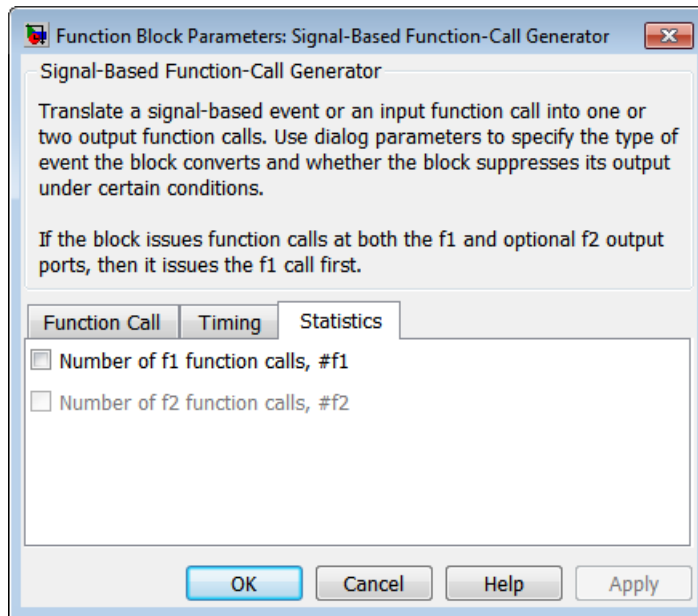 Function Block Parameters: Signal-Based Function-Call Generator
Signal-Based Function-Call Generator
Translate a signal-based event or an input function call into one or
two output function calls. Use dialog parameters to specify the type of
event the block converts and whether the block suppresses its output
under certain conditions.
If the block issues function calls at both the f1 and optional f2 output
ports, then it issues the f1 call first.
Function Call
Timing
Statistics
Number of f1 function calls, #f1
Number of f2 function calls, #f2
OK
Cancel
Help
Apply